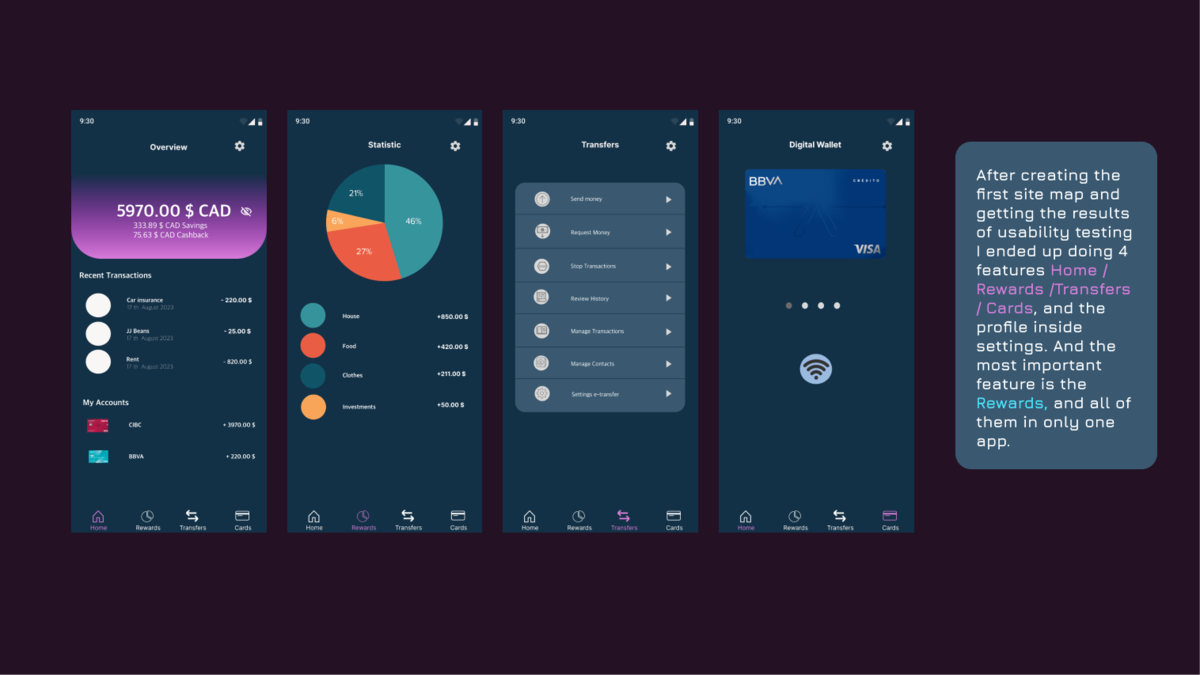 9:30
Overview
5970.00 $ CAD
333.89 $ CAD Savings
75.63 $ CAD Cashback
Recent Transactions
Car insurance
- 220.00 $
17 th August 2023
JJ Beans
- 25.00 $
17 th August 2023
Rent
- 820.00 $
17 th August 2023
My Accounts
CIBC
+ 3970.00 $
BBVA
+ 220.00 $
Home Rewards Transfers Cards
9:30
Statistic
21%
46%
6%
27%
House
+850.00 $
Food
+420.00 $
Clothes
+211.00 $
Investments
+50.00 $
Home Rewards Transfers Cards
9:30
Transfers
Send money
Request Money
Stop Transactions
Review History
Manage Transactions
Manage Contacts
Settings e-transfer
Home Rewards Transfers Cards
9:30
Digital Wallet
BBVA
CREDITO
VISA
Home Rewards Transfers Cards
After creating the
first site map and
getting the results
of usability testing
I ended up doing 4
features Home /
Rewards /Transfers
/ Cards, and the
profile inside
settings. And the
most important
feature is the
Rewards, and all of
them in only one
app.